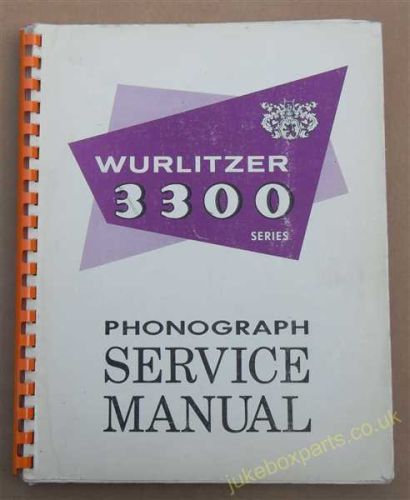 WURLITZER
3300
SERIES
PHONOGRAPH
SERVICE
MANUAL
jukeboxparts.co.uk